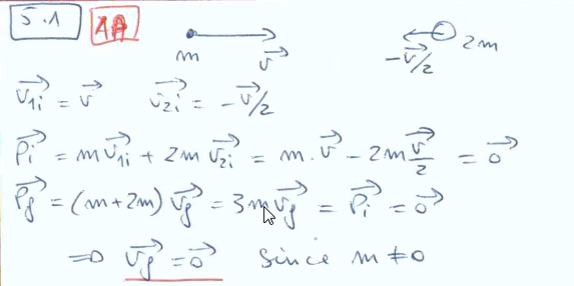 5.1 1A
m v⃗ -v⃗/2 2m
v⃗1i = v⃗ v⃗2i = -v⃗/2
P⃗i = m v⃗1i + 2m v⃗2i = m · v⃗ - 2m v⃗/2 = 0⃗
P⃗f = (m+2m) v⃗f = 3m v⃗f = P⃗i = 0⃗
=> v⃗f = 0⃗ since m ≠ 0